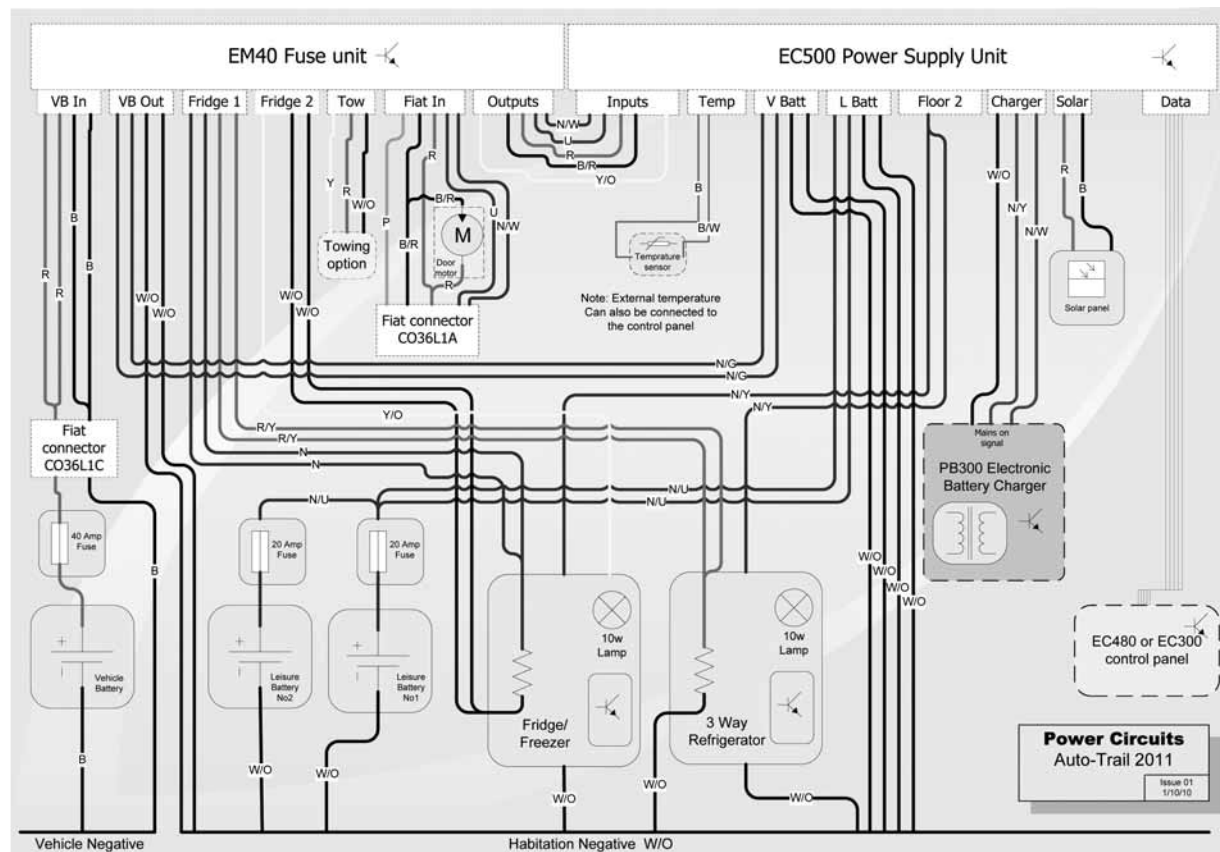 EM40 Fuse unit
EC500 Power Supply Unit
VB In
VB Out
Fridge 1
Fridge 2
Tow
Fiat In
Outputs
Inputs
Temp
V Batt
L Batt
Floor 2
Charger
Solar
Data
N/W
U
R
B/R
Y/O
Y
R
W/O
P
R
B/R
B/R
U
N/W
B
B/W
W/O
N/Y
N/W
R
B
B
B
R
R
W/O
W/O
W/O
W/O
Towing
option
M
Door
motor
R
Temprature
sensor
Solar panel
Note: External temperature
Can also be connected to
the control panel
Fiat connector
CO36L1A
N/G
N/G
N/Y
N/Y
Y/O
R/Y
R/Y
N
N
N/U
N/U
N/U
Fiat
connector
CO36L1C
Mains on
signal
PB300 Electronic
Battery Charger
40 Amp
Fuse
20 Amp
Fuse
20 Amp
Fuse
B
W/O
W/O
W/O
W/O
+
Vehicle
Battery
+
Leisure
Battery
No2
+
Leisure
Battery
No1
10w
Lamp
10w
Lamp
Fridge/
Freezer
3 Way
Refrigerator
EC480 or EC300
control panel
B
W/O
W/O
W/O
W/O
W/O
Power Circuits
Auto-Trail 2011
Issue 01
1/10/10
Vehicle Negative
Habitation Negative W/O